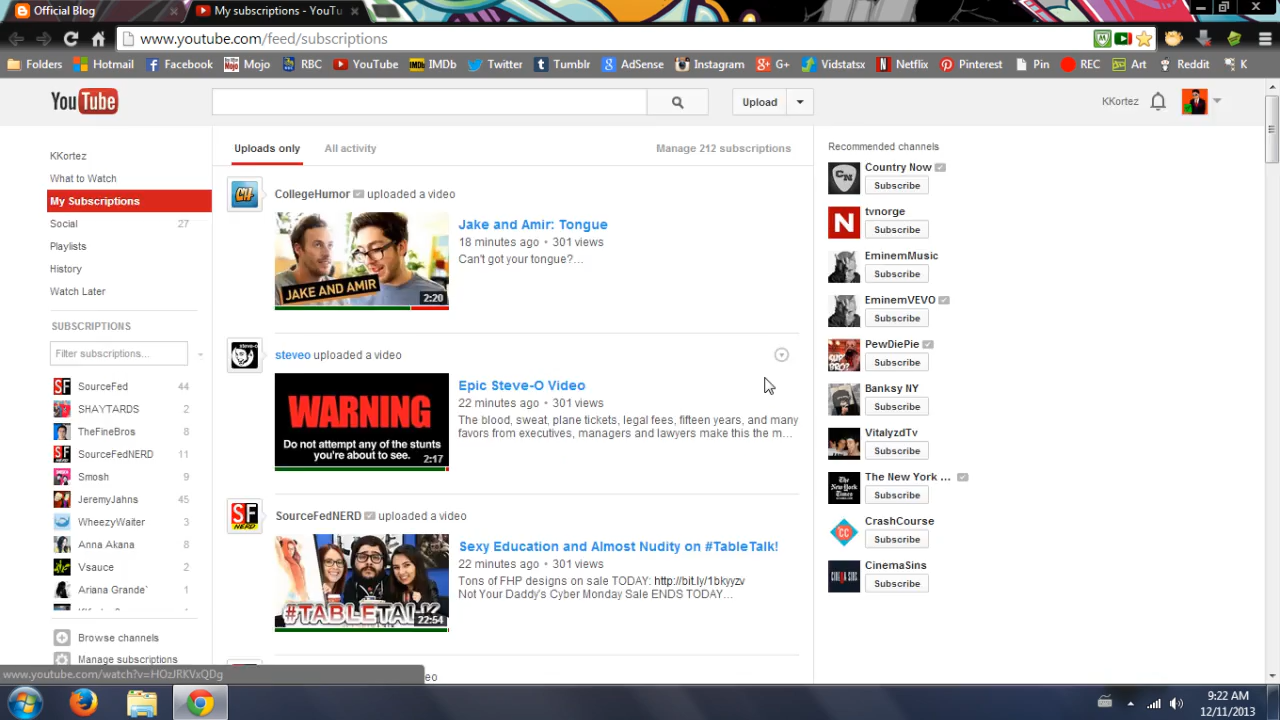 Official Blog
My subscriptions - YouTu
www.youtube.com/feed/subscriptions
Folders Hotmail Facebook Mojo RBC YouTube IMDb Twitter Tumblr AdSense Instagram G+ Vidstatsx Netflix Pinterest Pin REC Art Reddit K
YouTube
Upload
KKortez
KKortez
What to Watch
My Subscriptions
Social 27
Playlists
History
Watch Later
SUBSCRIPTIONS
Filter subscriptions...
SourceFed 44
SHAYTARDS 2
TheFineBros 8
SourceFedNERD 11
Smosh 9
JeremyJahns 45
WheezyWaiter 3
Anna Akana 8
Vsauce 2
Ariana Grande` 1
Browse channels
Manage subscriptions
Uploads only All activity Manage 212 subscriptions
CollegeHumor uploaded a video
JAKE AND AMIR
2:20
Jake and Amir: Tongue
18 minutes ago • 301 views
Can't got your tongue?...
steveo uploaded a video
WARNING
Do not attempt any of the stunts
you're about to see.
2:17
Epic Steve-O Video
22 minutes ago • 301 views
The blood, sweat, plane tickets, legal fees, fifteen years, and many
favors from executives, managers and lawyers make this the m...
SourceFedNERD uploaded a video
SF
NERD
#TABLETALK
22:54
Sexy Education and Almost Nudity on #TableTalk!
22 minutes ago • 301 views
Tons of FHP designs on sale TODAY: http://bit.ly/1bkyyzv
Not Your Daddy's Cyber Monday Sale ENDS TODAY...
eo
Recommended channels
Country Now
Subscribe
tvnorge
Subscribe
EminemMusic
Subscribe
EminemVEVO
Subscribe
PewDiePie
Subscribe
Banksy NY
Subscribe
VitalyzdTv
Subscribe
The New York ...
Subscribe
CrashCourse
Subscribe
CinemaSins
Subscribe
www.youtube.com/watch?v=HOzJRKVxQDg
9:22 AM
12/11/2013